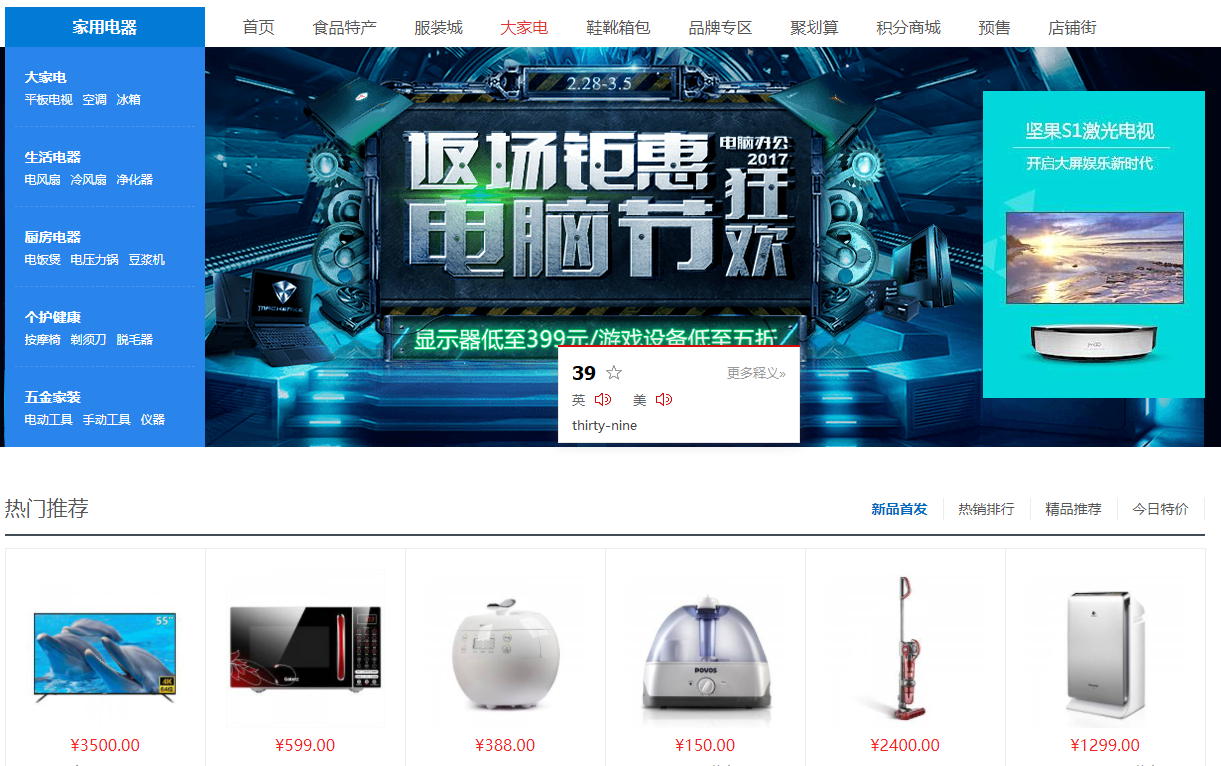 家用电器
首页 食品特产 服装城 大家电 鞋靴箱包 品牌专区 聚划算 积分商城 预售 店铺街
大家电
平板电视 空调 冰箱
生活电器
电风扇 冷风扇 净化器
厨房电器
电饭煲 电压力锅 豆浆机
个护健康
按摩椅 剃须刀 脱毛器
五金家装
电动工具 手动工具 仪器
2.28-3.5
返场钜惠
电脑办公
2017
电脑节
狂欢
显示器低至399元/游戏设备低至五折
MACHENIKE
坚果S1激光电视
开启大屏娱乐新时代
39 ☆ 更多释义»
英 美
thirty-nine
热门推荐
新品首发 热销排行 精品推荐 今日特价
55"
4K
64G
Galanz
POVOS
¥3500.00 ¥599.00 ¥388.00 ¥150.00 ¥2400.00 ¥1299.00